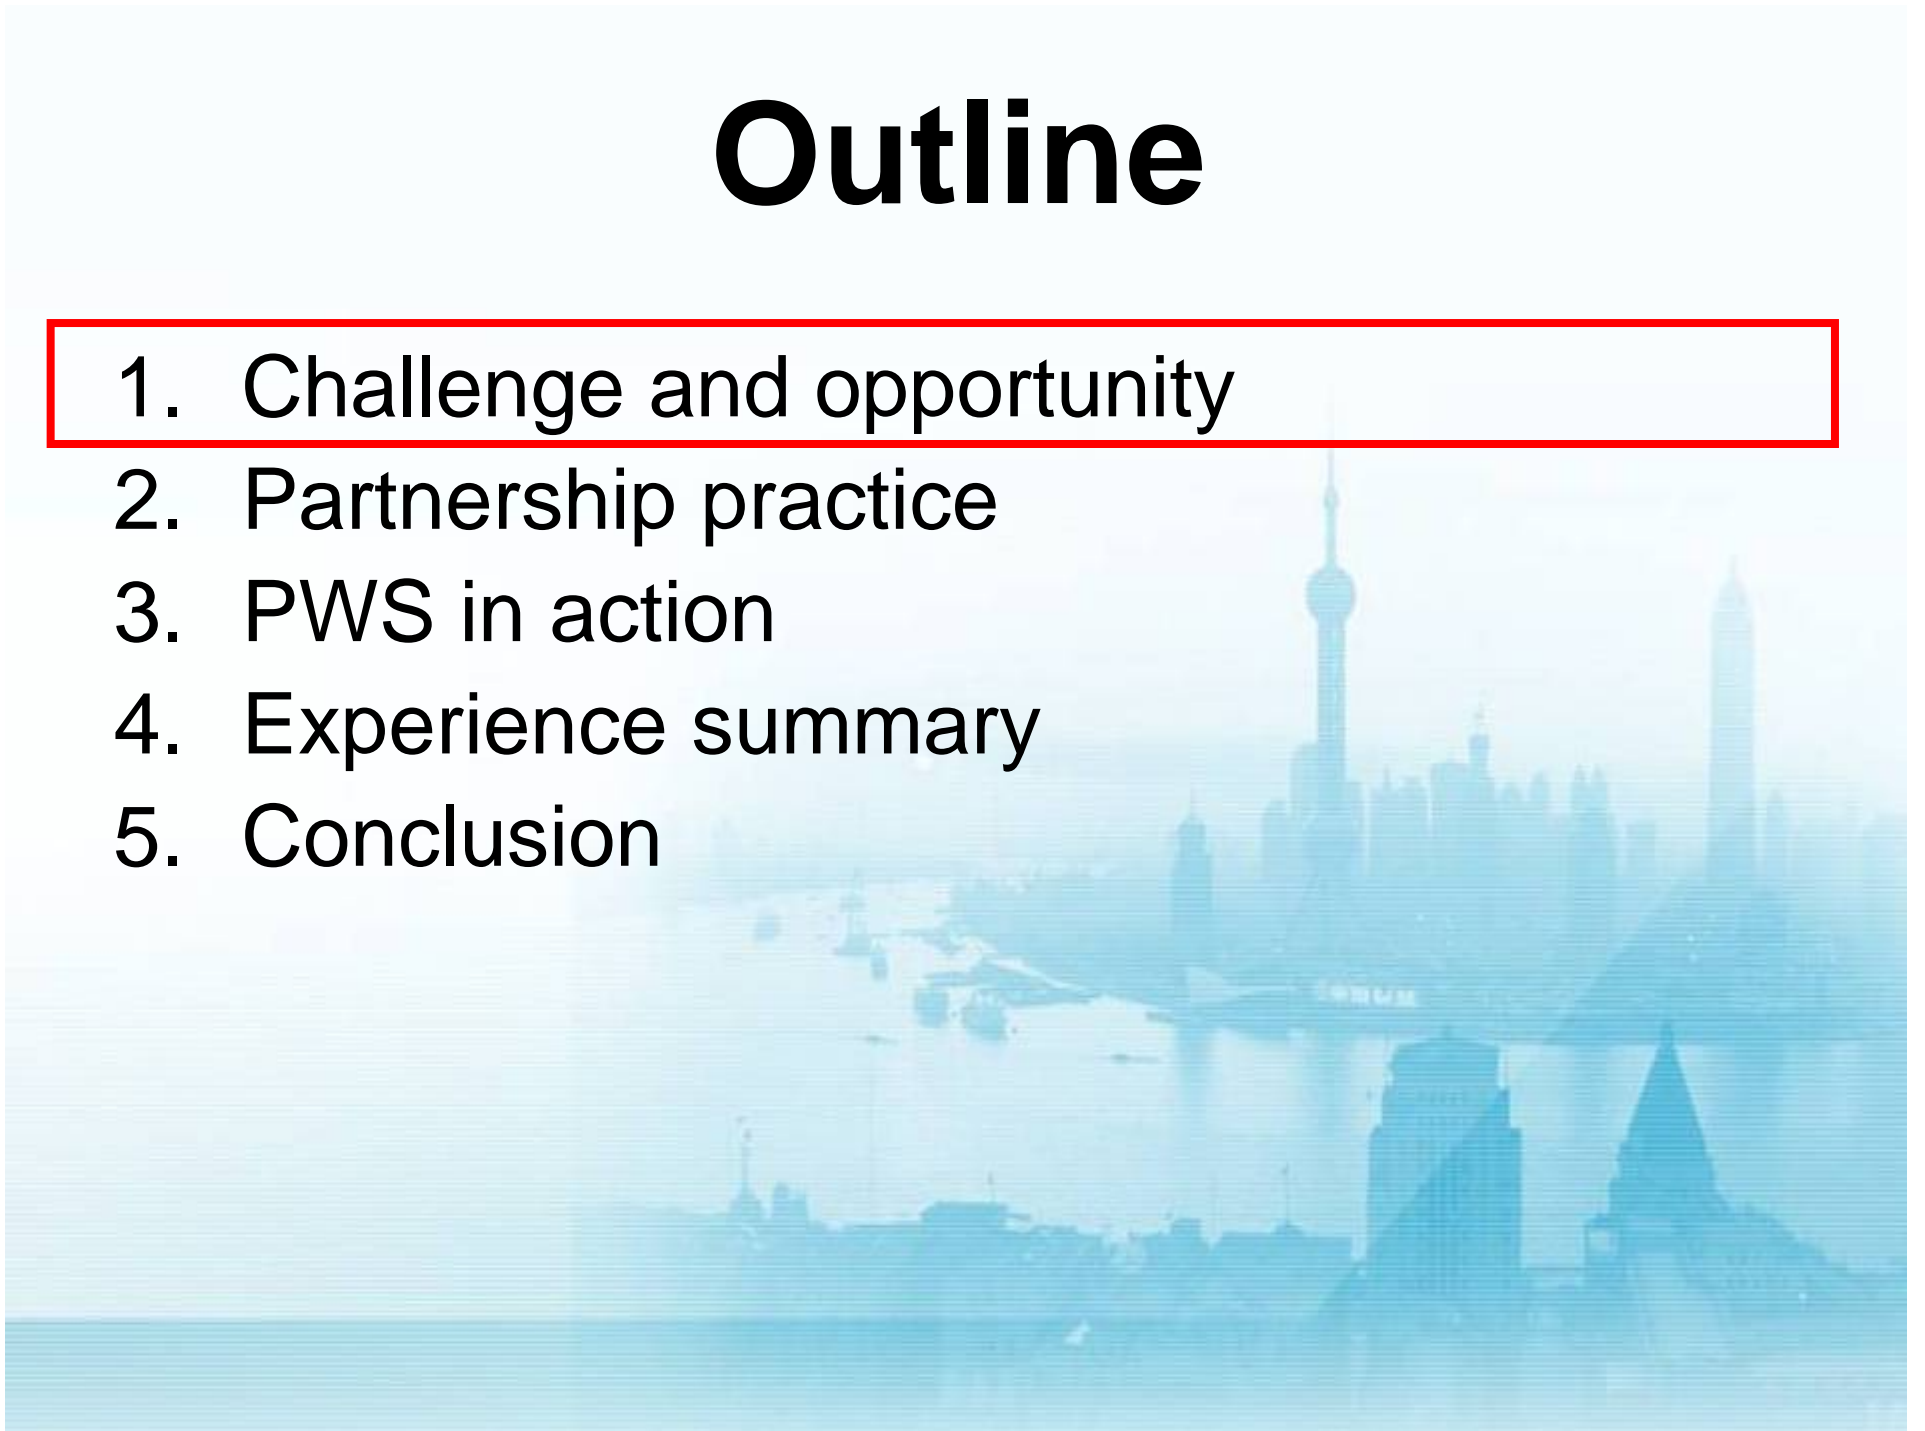 Outline
1. Challenge and opportunity
2. Partnership practice
3. PWS in action
4. Experience summary
5. Conclusion